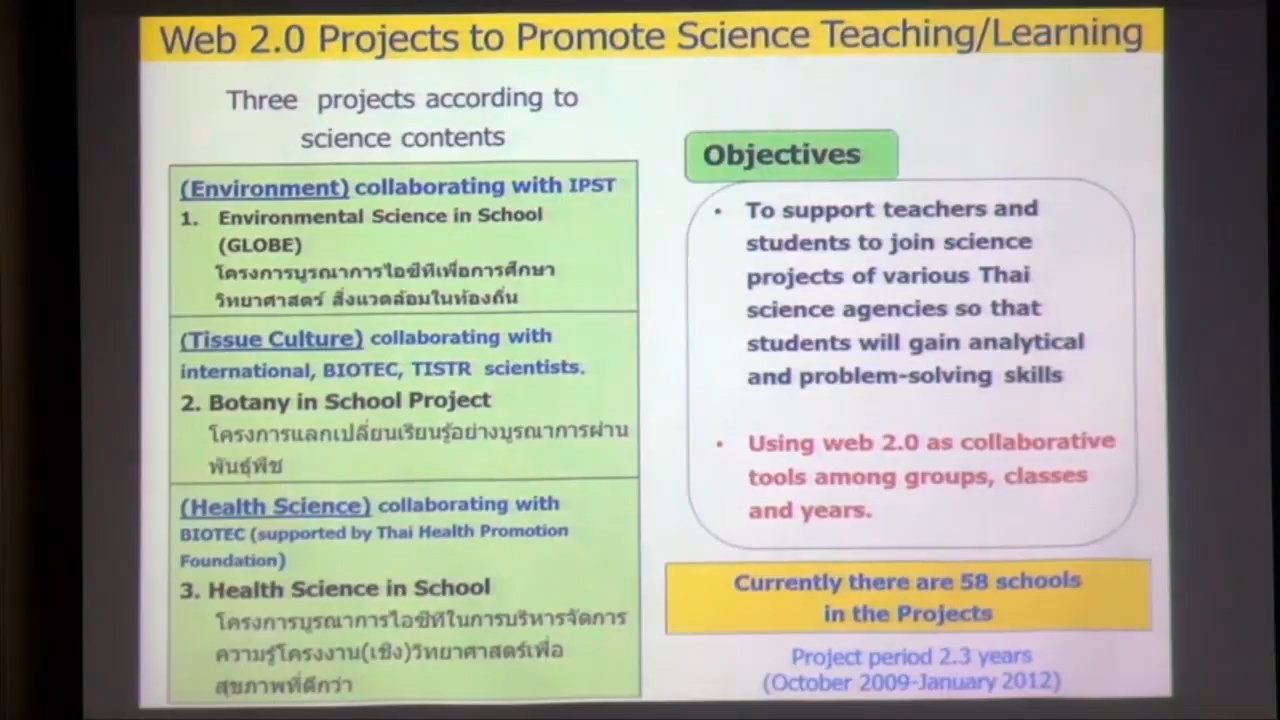 Web 2.0 Projects to Promote Science Teaching/Learning
Three projects according to
science contents
(Environment) collaborating with IPST
1. Environmental Science in School
(GLOBE)
โครงการบูรณาการไอซีทีเพื่อการศึกษา
วิทยาศาสตร์ สิ่งแวดล้อมในท้องถิ่น
(Tissue Culture) collaborating with
international, BIOTEC, TISTR scientists.
2. Botany in School Project
โครงการแลกเปลี่ยนเรียนรู้อย่างบูรณาการผ่าน
พันธุ์พืช
(Health Science) collaborating with
BIOTEC (supported by Thai Health Promotion
Foundation)
3. Health Science in School
โครงการบูรณาการไอซีทีในการบริหารจัดการ
ความรู้โครงงาน(เชิง)วิทยาศาสตร์เพื่อ
สุขภาพที่ดีกว่า
Objectives
• To support teachers and
students to join science
projects of various Thai
science agencies so that
students will gain analytical
and problem-solving skills
• Using web 2.0 as collaborative
tools among groups, classes
and years.
Currently there are 58 schools
in the Projects
Project period 2.3 years
(October 2009-January 2012)